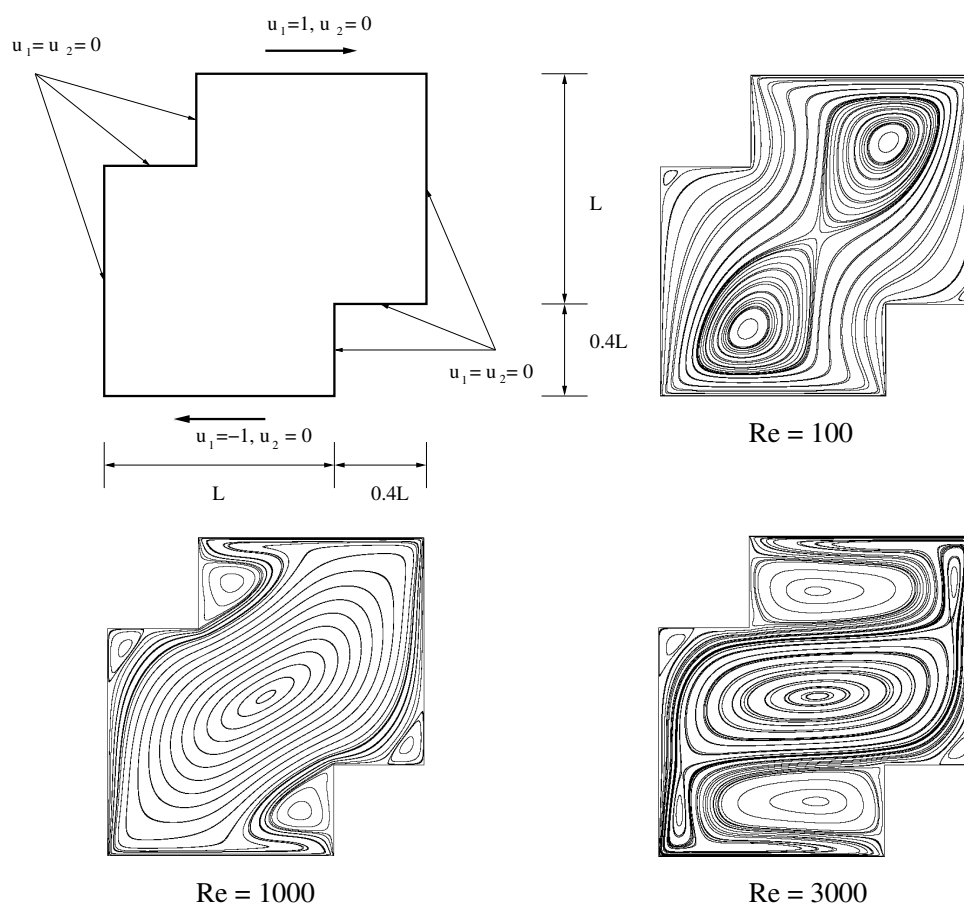 u₁=1, u₂=0
u₁= u₂=0
L
0.4L
u₁= u₂=0
u₁=−1, u₂ = 0
L
0.4L
Re = 100
Re = 1000
Re = 3000